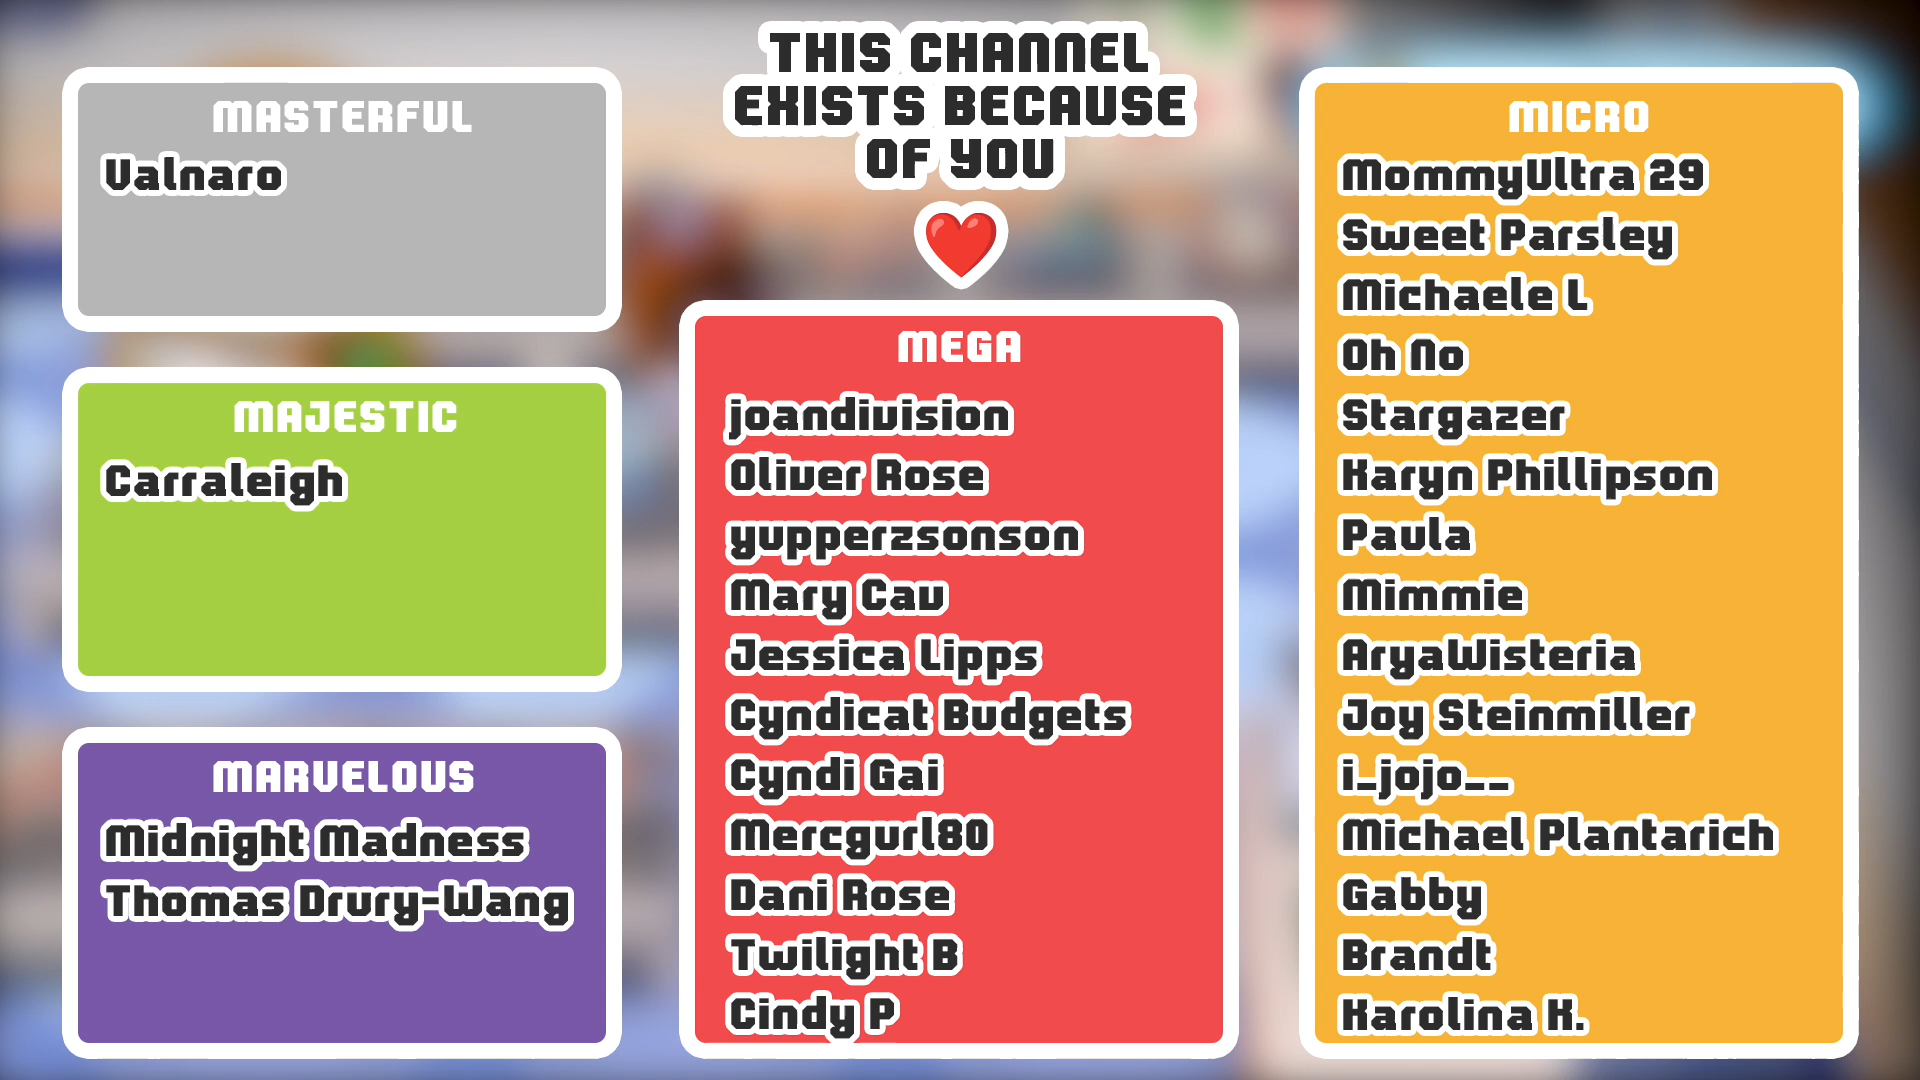 THIS CHANNEL
EXISTS BECAUSE
OF YOU
MASTERFUL
Valnaro
MAJESTIC
Carraleigh
MARVELOUS
Midnight Madness
Thomas Drury-Wang
MEGA
joandivision
Oliver Rose
yupperzsonson
Mary Cav
Jessica Lipps
Cyndicat Budgets
Cyndi Gai
Mercgurl80
Dani Rose
Twilight B
Cindy P
MICRO
MommyUltra 29
Sweet Parsley
Michaele L
Oh No
Stargazer
Karyn Phillipson
Paula
Mimmie
AryaWisteria
Joy Steinmiller
i_jojo__
Michael Plantarich
Gabby
Brandt
Karolina K.